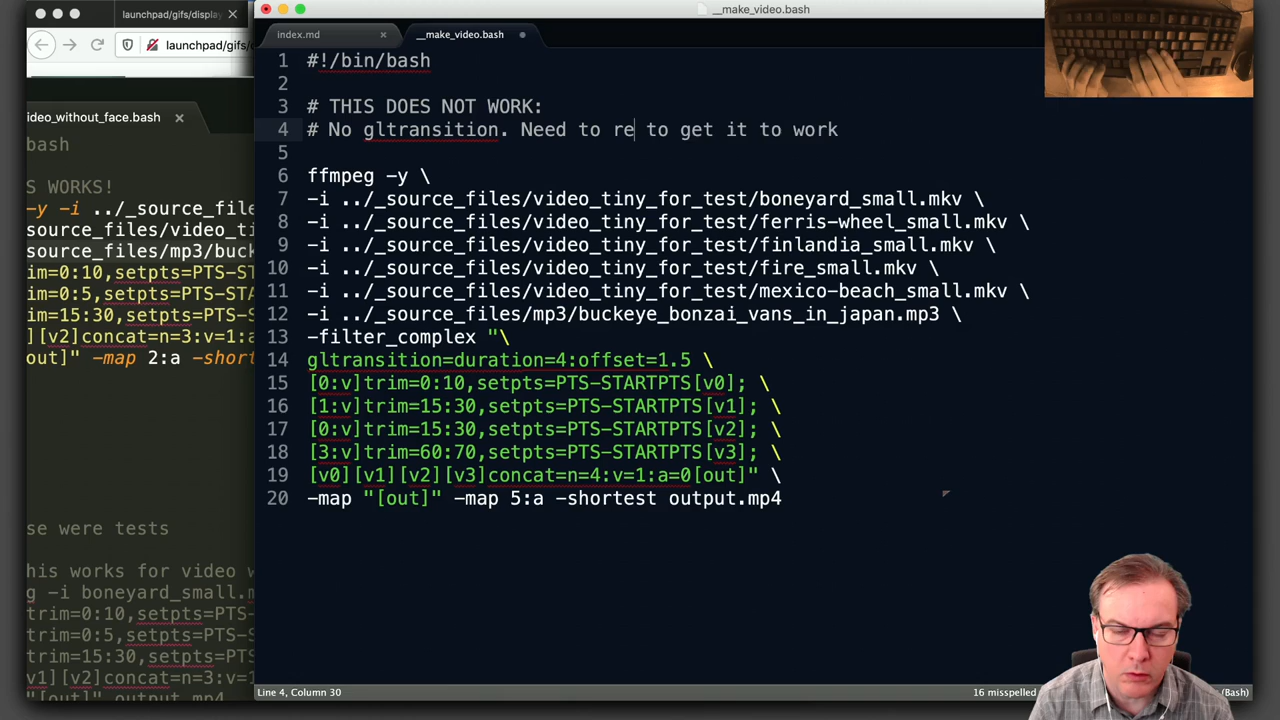 launchpad/gifs/display
__make_video.bash
launchpad/gifs/
index.md
__make_video.bash
ideo_without_face.bash
bash
S WORKS!
-y -i ../_source_file
source_files/video_ti
source_files/mp3/buck
im=0:10,setpts=PTS-ST
im=0:5,setpts=PTS-STA
im=15:30,setpts=PTS-S
][v2]concat=n=3:v=1:a
out]" -map 2:a -short
se were tests
his works for video w
g -i boneyard_small.m
trim=0:10,setpts=PTS-
trim=0:5,setpts=PTS-S
trim=15:30,setpts=PTS
v1][v2]concat=n=3:v=1
"[out]" output.mp4
1 #!/bin/bash
2
3 # THIS DOES NOT WORK:
4 # No gltransition. Need to re to get it to work
5
6 ffmpeg -y \
7 -i ../_source_files/video_tiny_for_test/boneyard_small.mkv \
8 -i ../_source_files/video_tiny_for_test/ferris-wheel_small.mkv \
9 -i ../_source_files/video_tiny_for_test/finlandia_small.mkv \
10 -i ../_source_files/video_tiny_for_test/fire_small.mkv \
11 -i ../_source_files/video_tiny_for_test/mexico-beach_small.mkv \
12 -i ../_source_files/mp3/buckeye_bonzai_vans_in_japan.mp3 \
13 -filter_complex "\
14 gltransition=duration=4:offset=1.5 \
15 [0:v]trim=0:10,setpts=PTS-STARTPTS[v0]; \
16 [1:v]trim=15:30,setpts=PTS-STARTPTS[v1]; \
17 [0:v]trim=15:30,setpts=PTS-STARTPTS[v2]; \
18 [3:v]trim=60:70,setpts=PTS-STARTPTS[v3]; \
19 [v0][v1][v2][v3]concat=n=4:v=1:a=0[out]" \
20 -map "[out]" -map 5:a -shortest output.mp4
Line 4, Column 30
16 misspelled
(Bash)